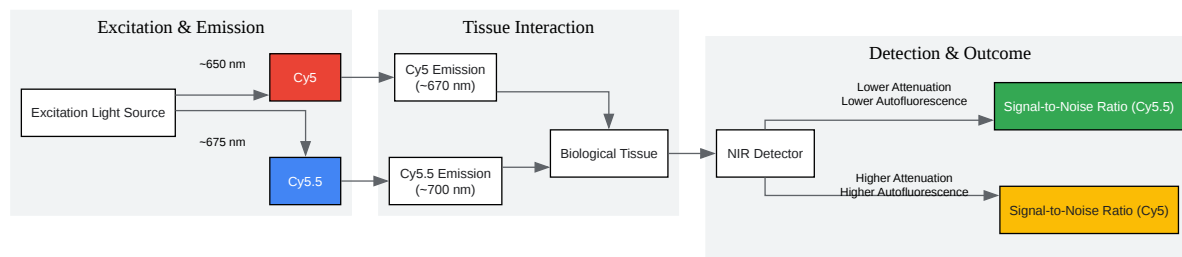 Excitation & Emission
~650 nm
Cy5
Excitation Light Source
~675 nm
Cy5.5
Tissue Interaction
Cy5 Emission
(~670 nm)
Biological Tissue
Cy5.5 Emission
(~700 nm)
Detection & Outcome
Lower Attenuation
Lower Autofluorescence
Signal-to-Noise Ratio (Cy5.5)
NIR Detector
Higher Attenuation
Higher Autofluorescence
Signal-to-Noise Ratio (Cy5)